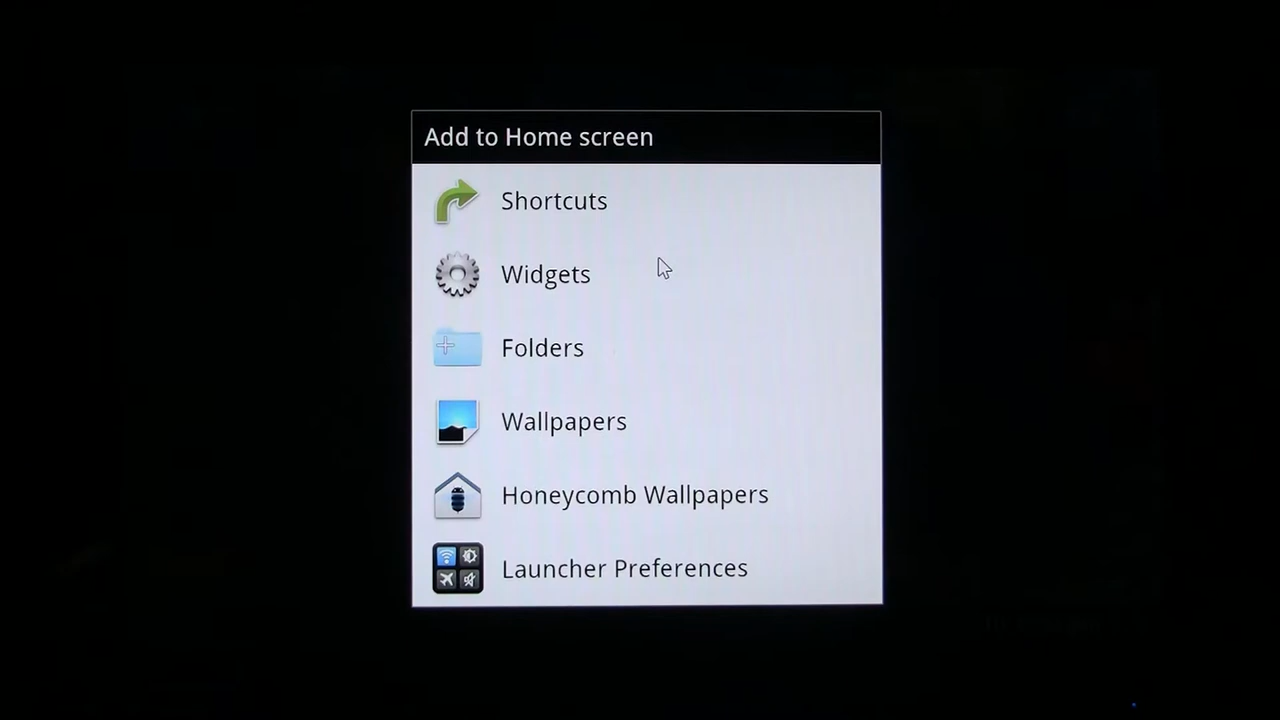 Add to Home screen
Shortcuts
Widgets
Folders
Wallpapers
Honeycomb Wallpapers
Launcher Preferences